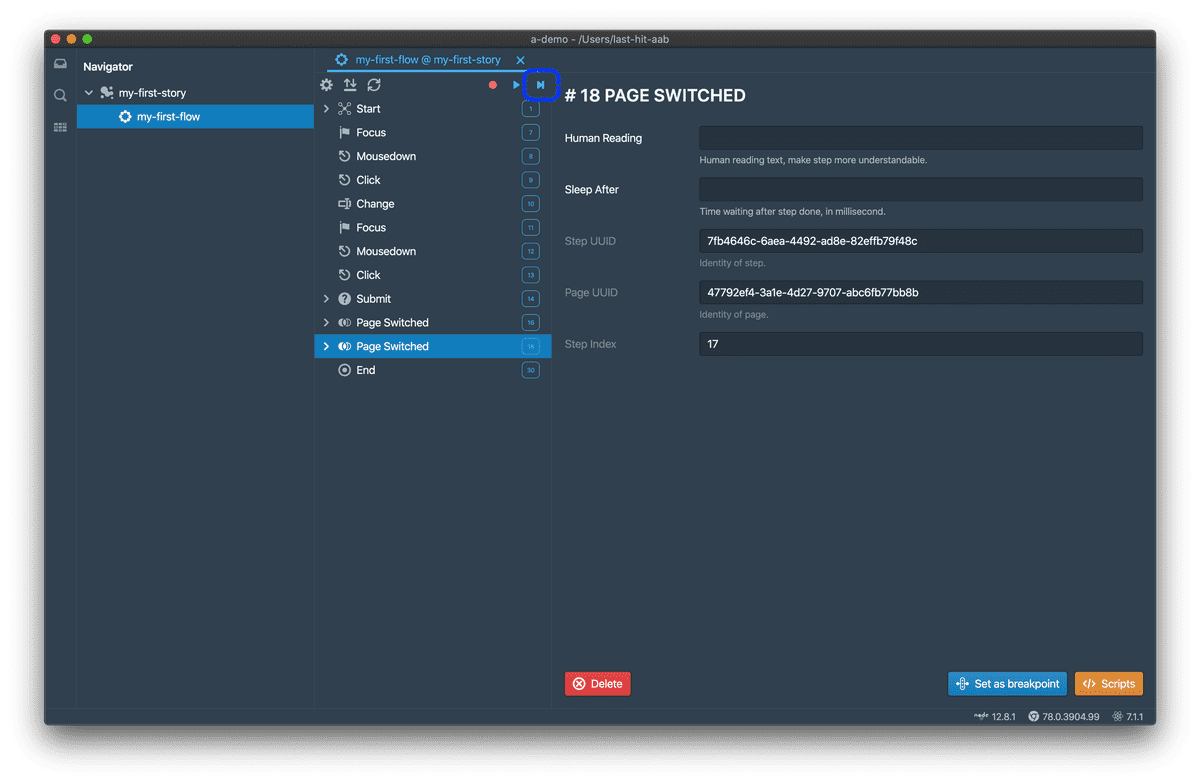 a-demo - /Users/last-hit-aab
Navigator
my-first-story
my-first-flow
my-first-flow @ my-first-story
Start 1
Focus 7
Mousedown 8
Click 9
Change 10
Focus 11
Mousedown 12
Click 13
Submit 14
Page Switched 16
Page Switched 18
End 30
# 18 PAGE SWITCHED
Human Reading
Human reading text, make step more understandable.
Sleep After
Time waiting after step done, in millisecond.
Step UUID 7fb4646c-6aea-4492-ad8e-82effb79f48c
Identity of step.
Page UUID 47792ef4-3a1e-4d27-9707-abc6fb77bb8b
Identity of page.
Step Index 17
Delete
Set as breakpoint
</> Scripts
node 12.8.1 78.0.3904.99 7.1.1